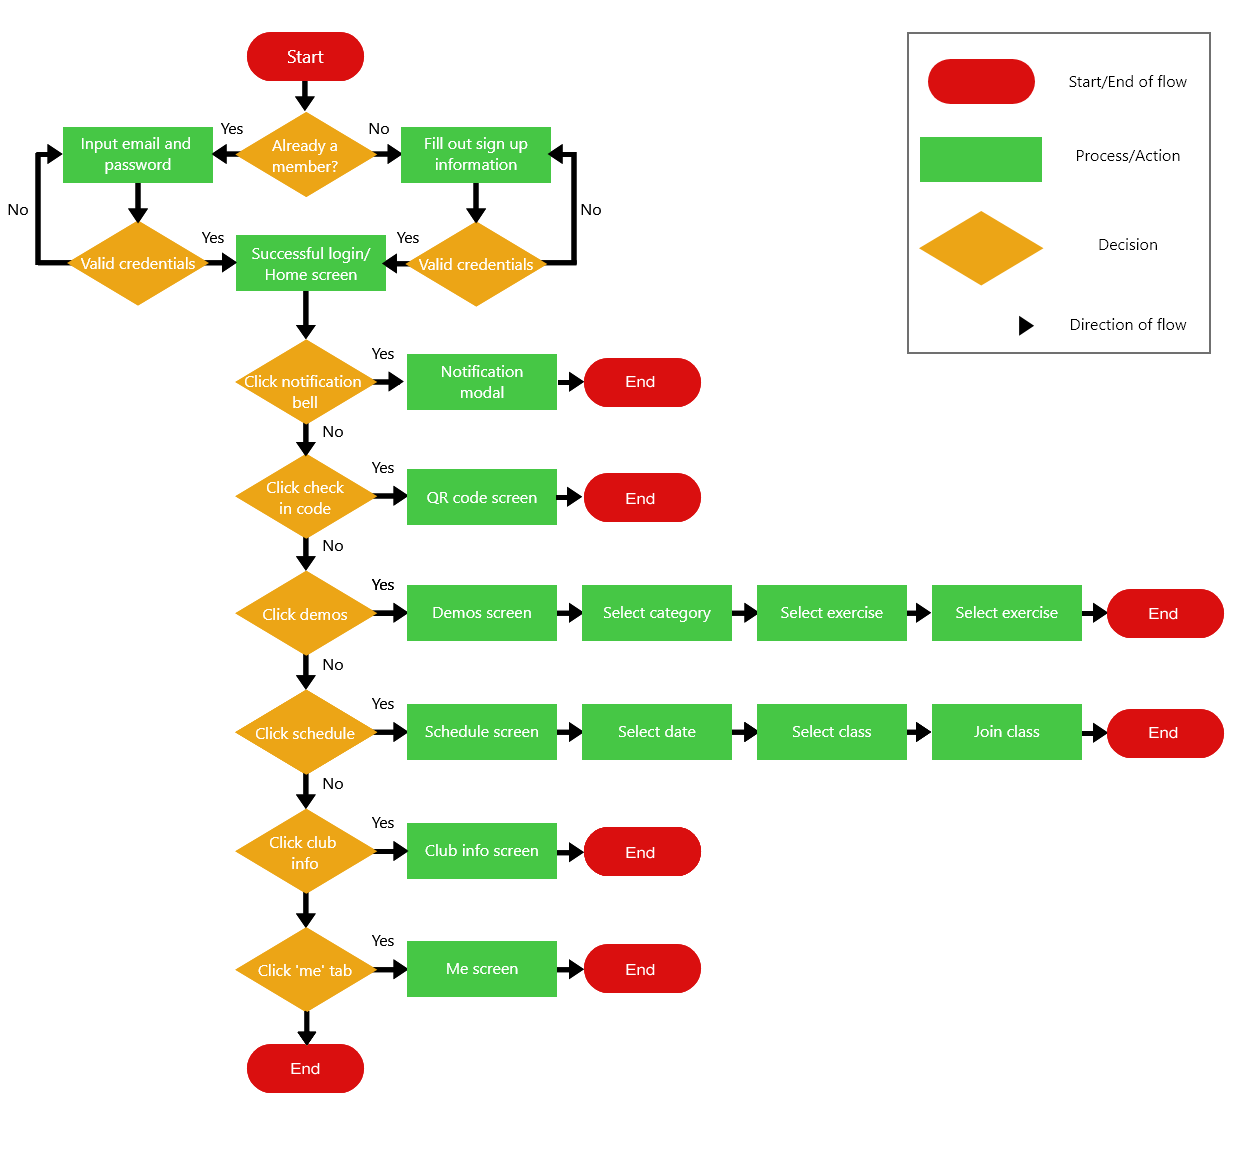 Start
Start/End of flow
Yes
No
Input email and
password
Already a
member?
Fill out sign up
information
Process/Action
No
No
Yes
Yes
Valid credentials
Successful login/
Home screen
Valid credentials
Decision
Direction of flow
Yes
Click notification
bell
Notification
modal
End
No
Yes
Click check
in code
QR code screen
End
No
Yes
Click demos
Demos screen
Select category
Select exercise
Select exercise
End
No
Yes
Click schedule
Schedule screen
Select date
Select class
Join class
End
No
Yes
Click club
info
Club info screen
End
Yes
Click 'me' tab
Me screen
End
End